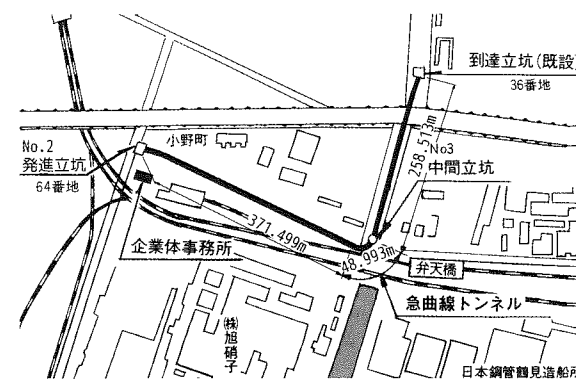 到達立坑(既設
36番地
No.2
発進立坑
64番地
小野町
258.513m
No3
中間立坑
371.499m
48.993m
企業体事務所
弁天橋
急曲線トンネル
㈱旭硝子
日本鋼管鶴見造船所